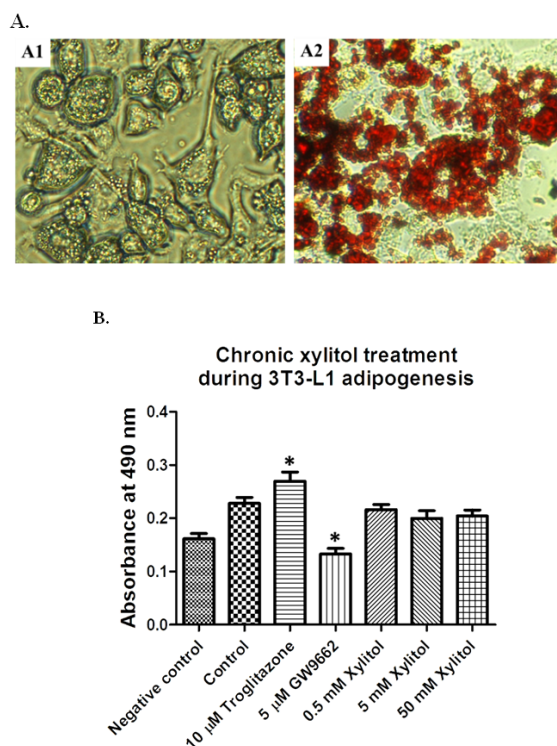 A.
A1
A2
B.
Chronic xylitol treatment
during 3T3-L1 adipogenesis
Absorbance at 490 nm
0.4
0.3
0.2
0.1
0.0
*
*
Negative control
Control
10 μM Troglitazone
5 μM GW9662
0.5 mM Xylitol
5 mM Xylitol
50 mM Xylitol